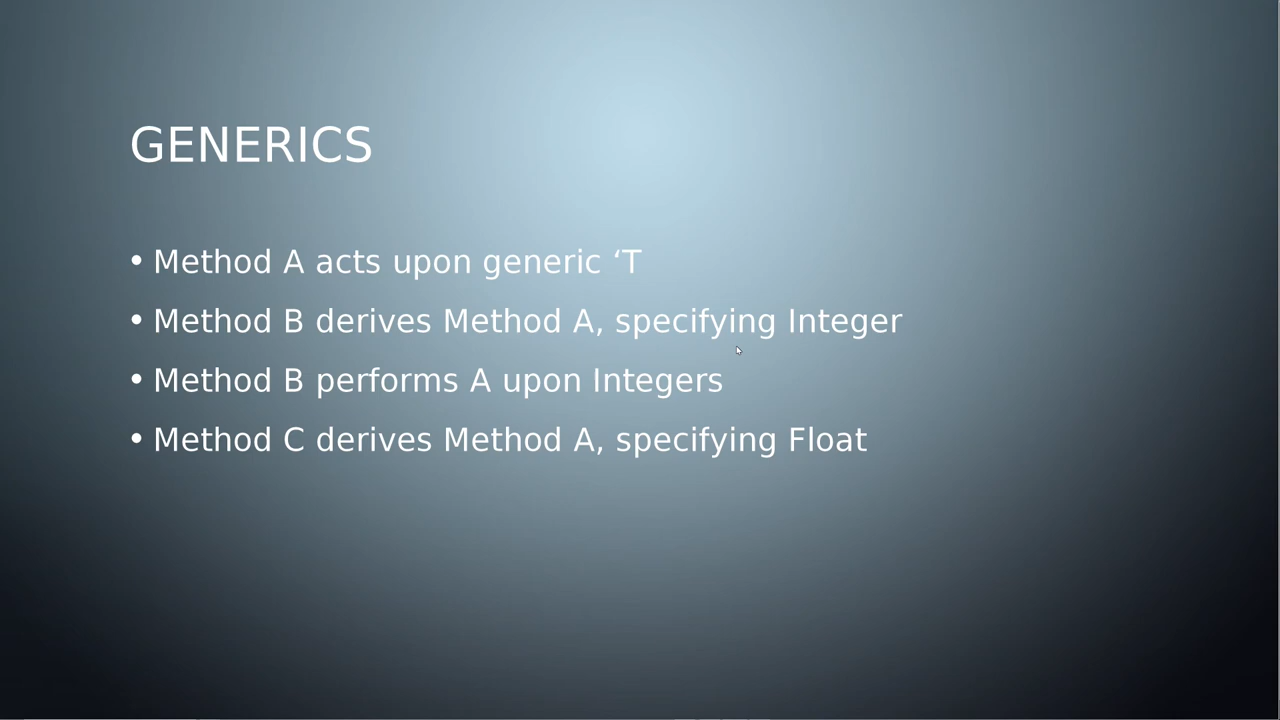 GENERICS
• Method A acts upon generic ‘T
• Method B derives Method A, specifying Integer
• Method B performs A upon Integers
• Method C derives Method A, specifying Float